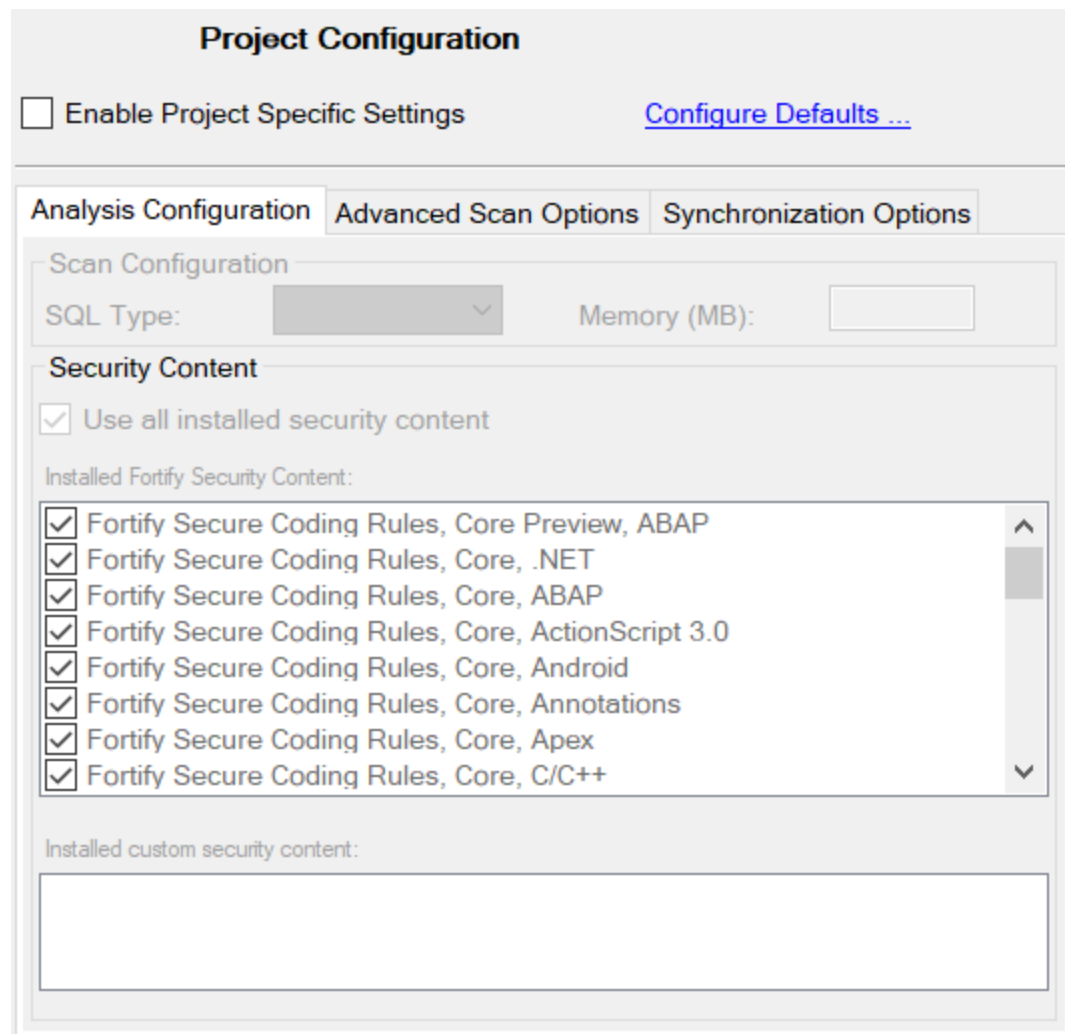 Project Configuration
Enable Project Specific Settings Configure Defaults ...
Analysis Configuration Advanced Scan Options Synchronization Options
Scan Configuration
SQL Type: Memory (MB):
Security Content
Use all installed security content
Installed Fortify Security Content:
Fortify Secure Coding Rules, Core Preview, ABAP
Fortify Secure Coding Rules, Core, .NET
Fortify Secure Coding Rules, Core, ABAP
Fortify Secure Coding Rules, Core, ActionScript 3.0
Fortify Secure Coding Rules, Core, Android
Fortify Secure Coding Rules, Core, Annotations
Fortify Secure Coding Rules, Core, Apex
Fortify Secure Coding Rules, Core, C/C++
Installed custom security content: